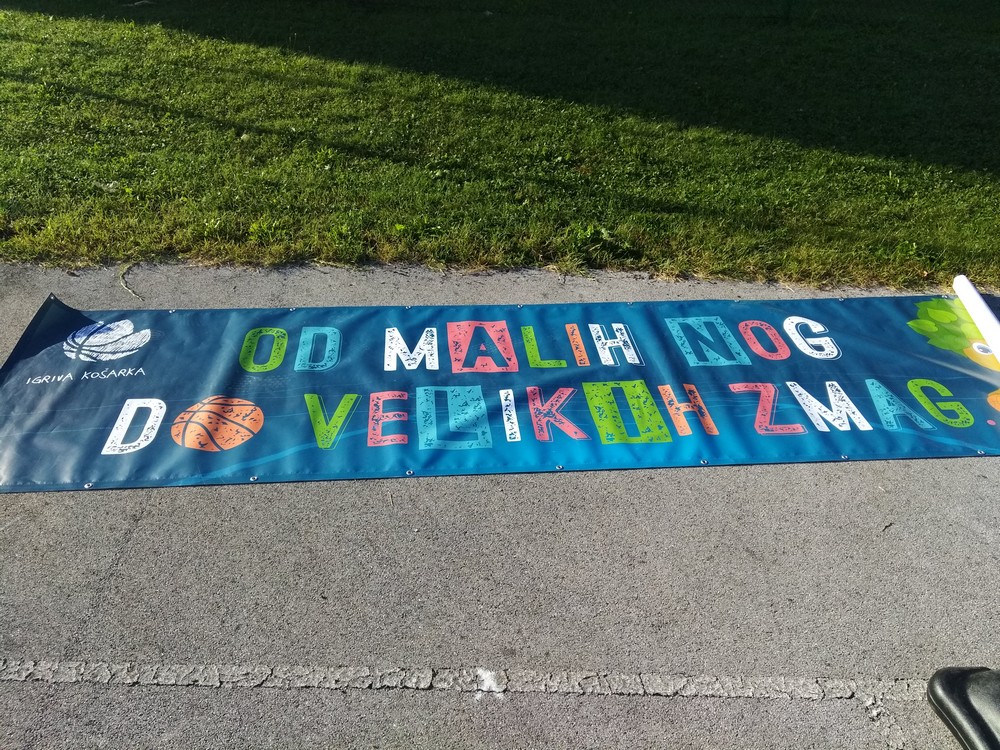 IGRIVA KOŠARKA
OD MALIH NOG
DO VELIKIH ZMAG.